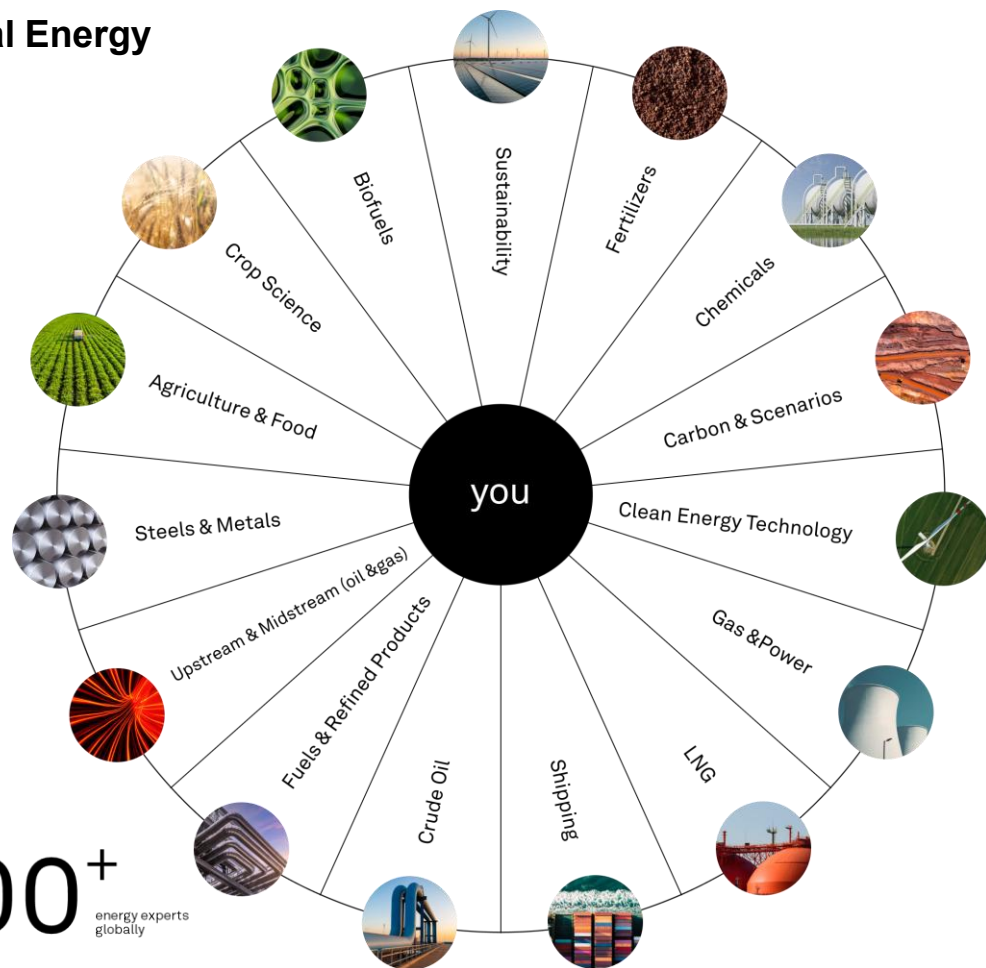 al Energy
Sustainability
Fertilizers
Chemicals
Carbon & Scenarios
Clean Energy Technology
Gas &Power
LNG
Shipping
Crude Oil
Fuels & Refined Products
Upstream & Midstream (oil &gas)
Steels & Metals
Agriculture & Food
Crop Science
Biofuels
you
00+
energy experts
globally